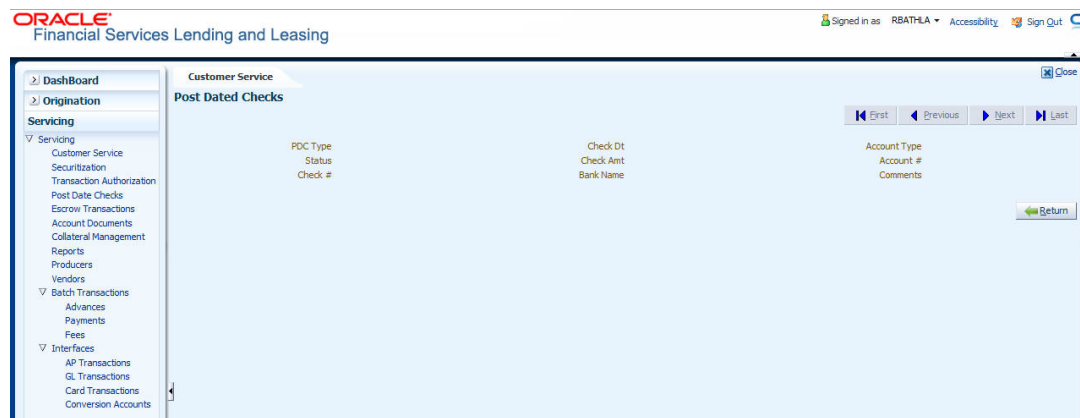 ORACLE
Financial Services Lending and Leasing
Signed in as RBATHLA Accessibility Sign Out
Close
DashBoard
Origination
Servicing
Servicing
Customer Service
Securitization
Transaction Authorization
Post Date Checks
Escrow Transactions
Account Documents
Collateral Management
Reports
Producers
Vendors
Batch Transactions
Advances
Payments
Fees
Interfaces
AP Transactions
GL Transactions
Card Transactions
Conversion Accounts
Customer Service
Post Dated Checks
First Previous Next Last
PDC Type Check Dt Account Type
Status Check Amt Account #
Check # Bank Name Comments
Return